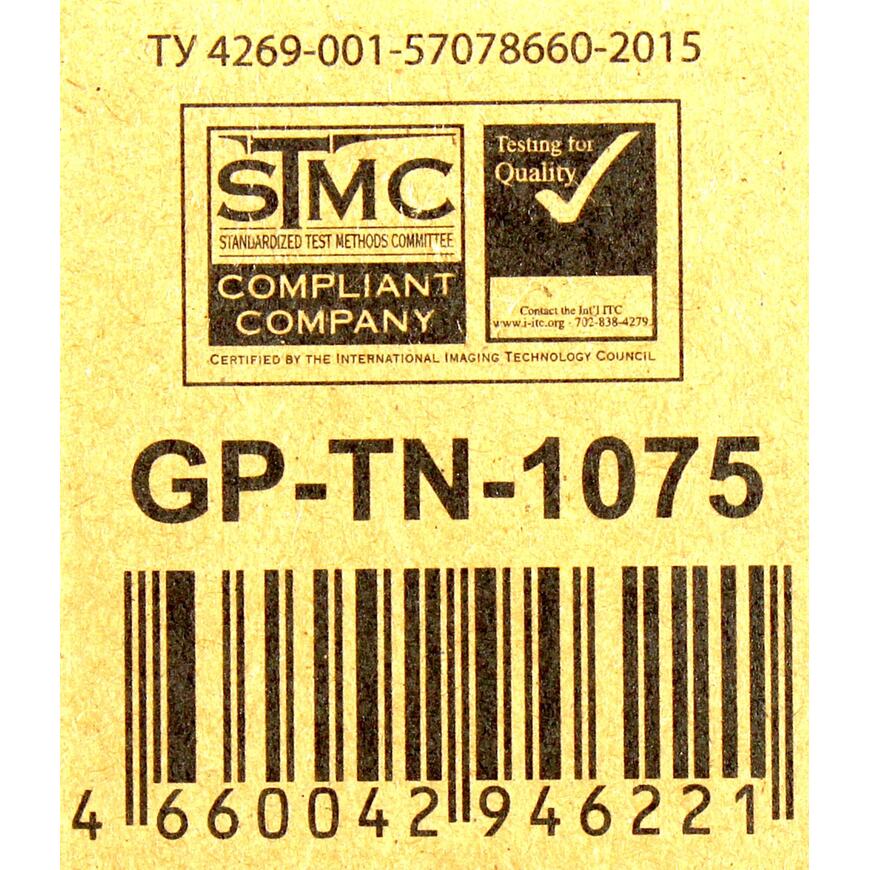 ТУ 4269-001-57078660-2015
STMC
STANDARDIZED TEST METHODS COMMITTEE
COMPLIANT
COMPANY
Testing for
Quality
Contact the Int'l ITC
www.i-itc.org · 702-838-4279
CERTIFIED BY THE INTERNATIONAL IMAGING TECHNOLOGY COUNCIL
GP-TN-1075
4 660042 946221